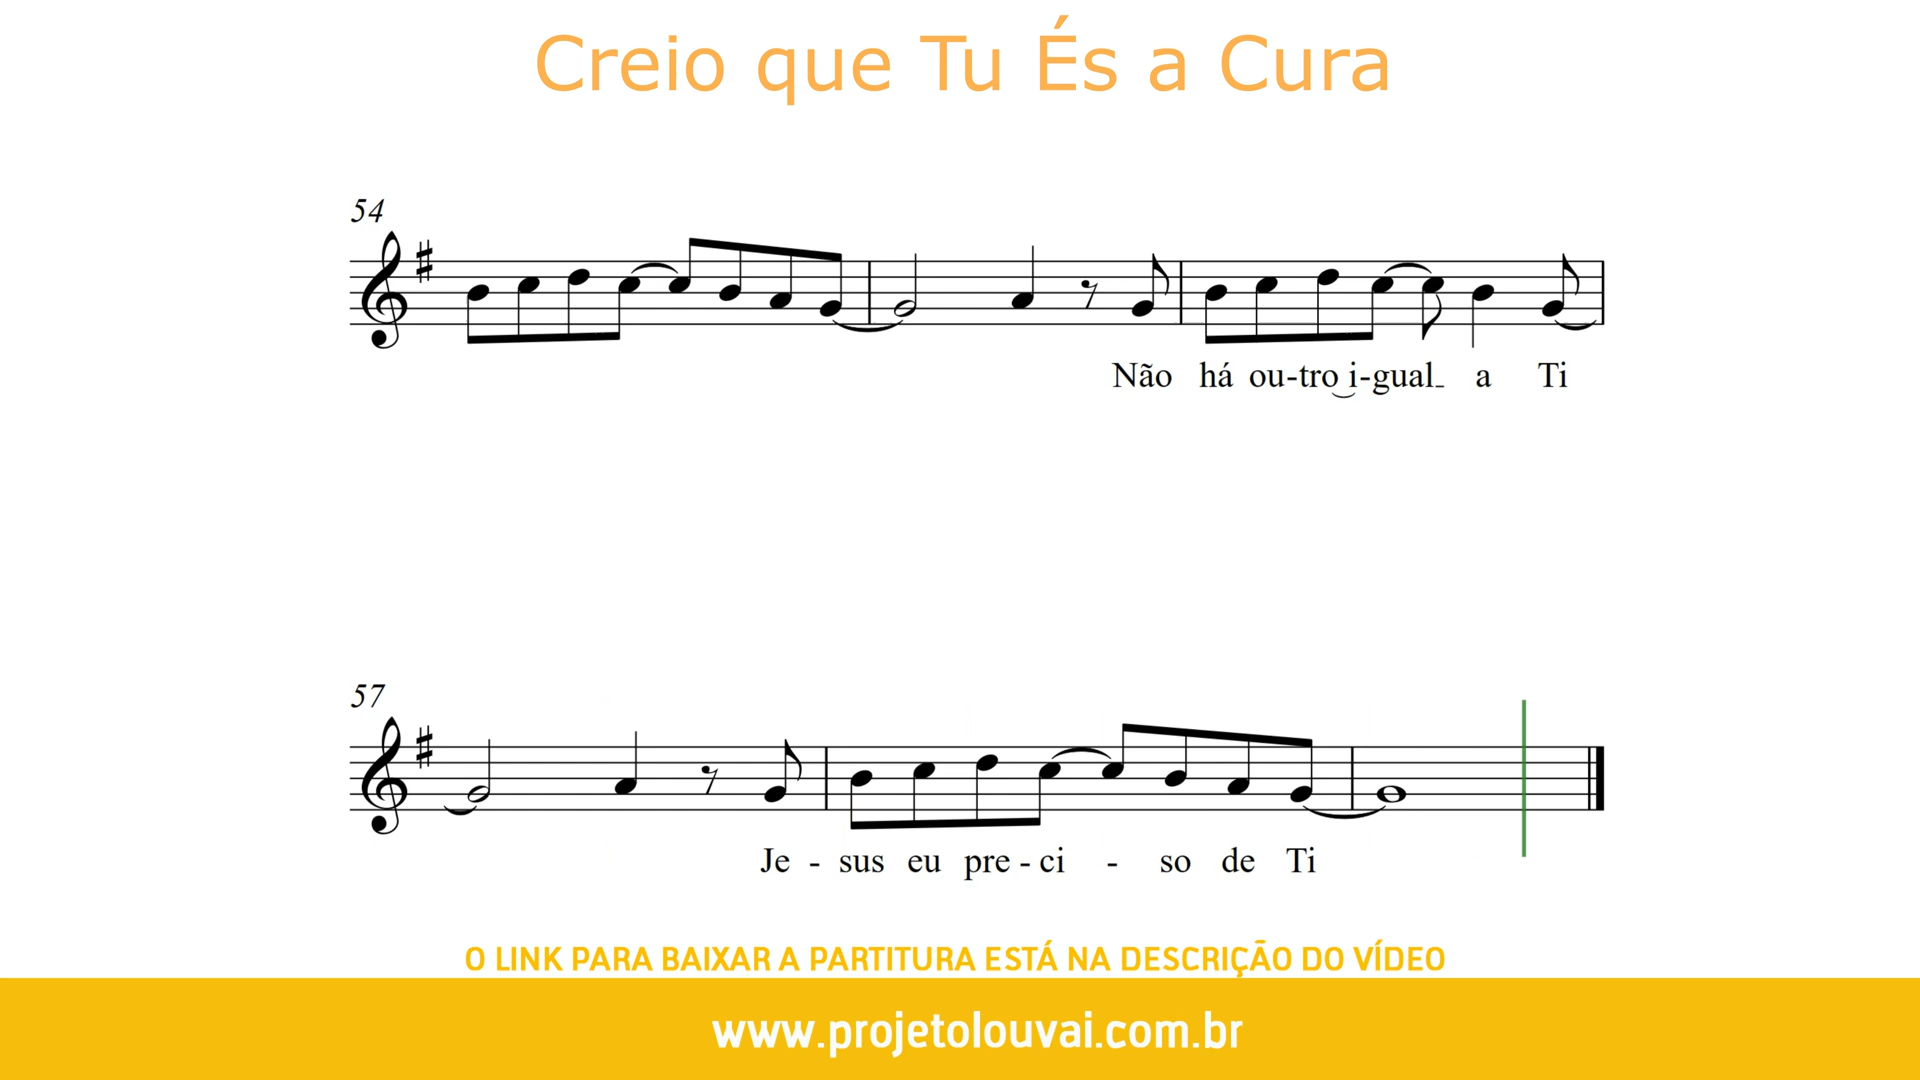 Creio que Tu És a Cura
54
Não há ou-tro i-gual_ a Ti
57
Je - sus eu pre - ci - so de Ti
O LINK PARA BAIXAR A PARTITURA ESTÁ NA DESCRIÇÃO DO VÍDEO
www.projetolouvai.com.br